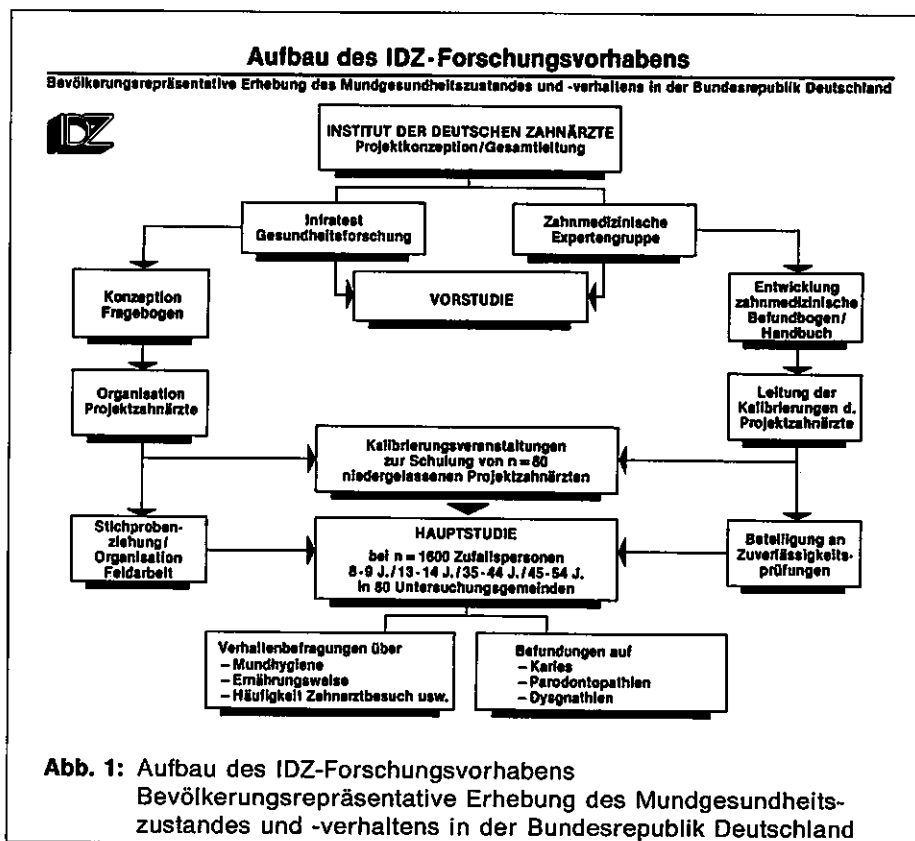 Aufbau des IDZ-Forschungsvorhabens
Bevölkerungsrepräsentative Erhebung des Mundgesundheitszustandes und -verhaltens in der Bundesrepublik Deutschland
IDZ
INSTITUT DER DEUTSCHEN ZAHNÄRZTE
Projektkonzeption/Gesamtleitung
Infratest
Gesundheitsforschung
Zahnmedizinische
Expertengruppe
Konzeption
Fragebogen
VORSTUDIE
Entwicklung
zahnmedizinische
Befundbogen/
Handbuch
Organisation
Projektzahnärzte
Leitung der
Kalibrierungen d.
Projektzahnärzte
Kalibrierungsveranstaltungen
zur Schulung von n=80
niedergelassenen Projektzahnärzten
Stichproben-
ziehung/
Organisation
Feldarbeit
HAUPTSTUDIE
bei n=1600 Zufallspersonen
8-9 J./13-14 J./35-44 J./45-54 J.
in 80 Untersuchungsgemeinden
Beteiligung an
Zuverlässigkeits-
prüfungen
Verhaltenbefragungen über
– Mundhygiene
– Ernährungsweise
– Häufigkeit Zahnarztbesuch usw.
Befundungen auf
– Karies
– Parodontopathien
– Dysgnathien
Abb. 1: Aufbau des IDZ-Forschungsvorhabens
Bevölkerungsrepräsentative Erhebung des Mundgesundheits-
zustandes und -verhaltens in der Bundesrepublik Deutschland